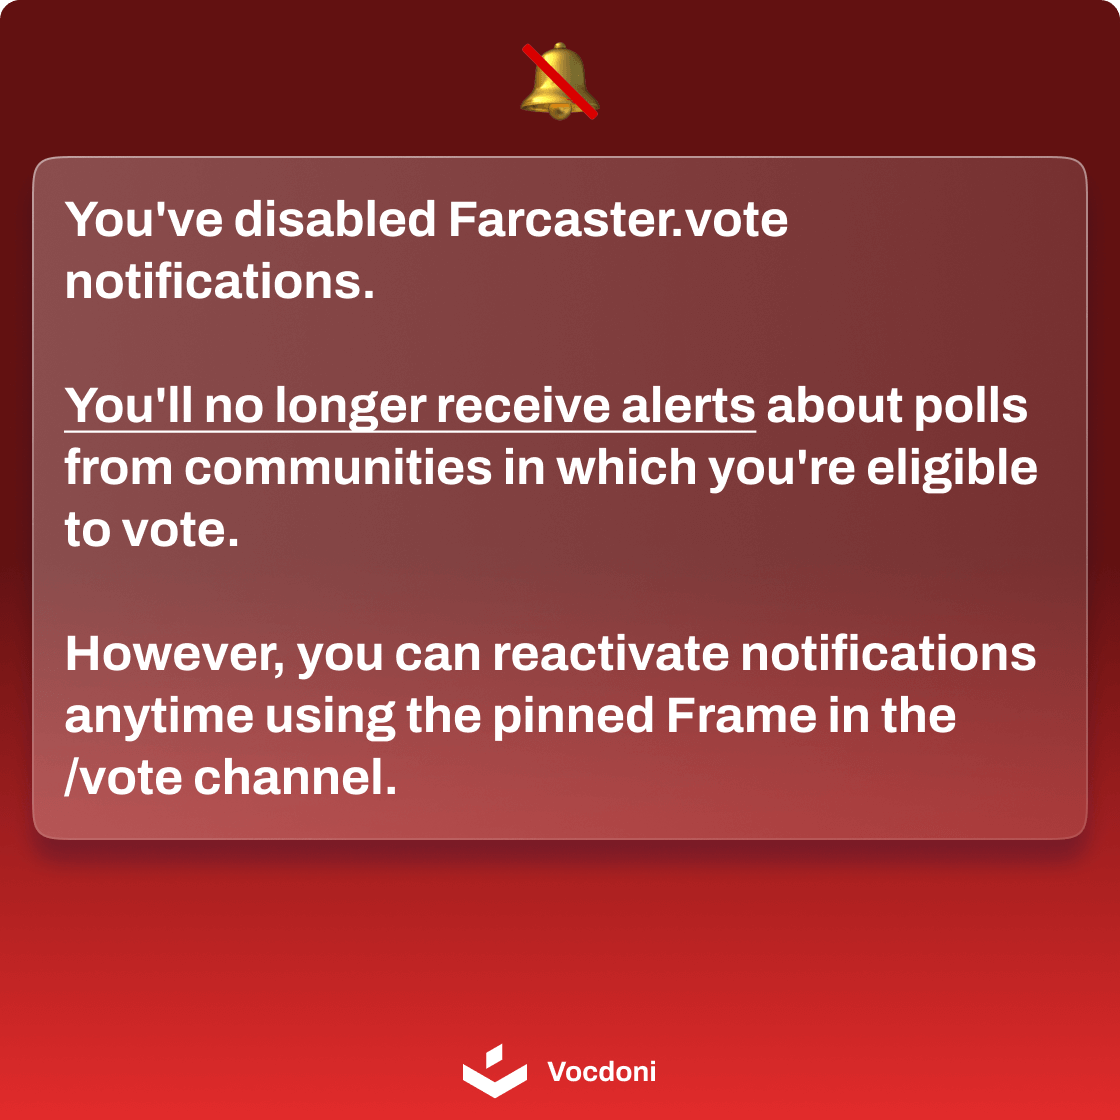 You've disabled Farcaster.vote
notifications.
You'll no longer receive alerts about polls
from communities in which you're eligible
to vote.
However, you can reactivate notifications
anytime using the pinned Frame in the
/vote channel.
Vocdoni